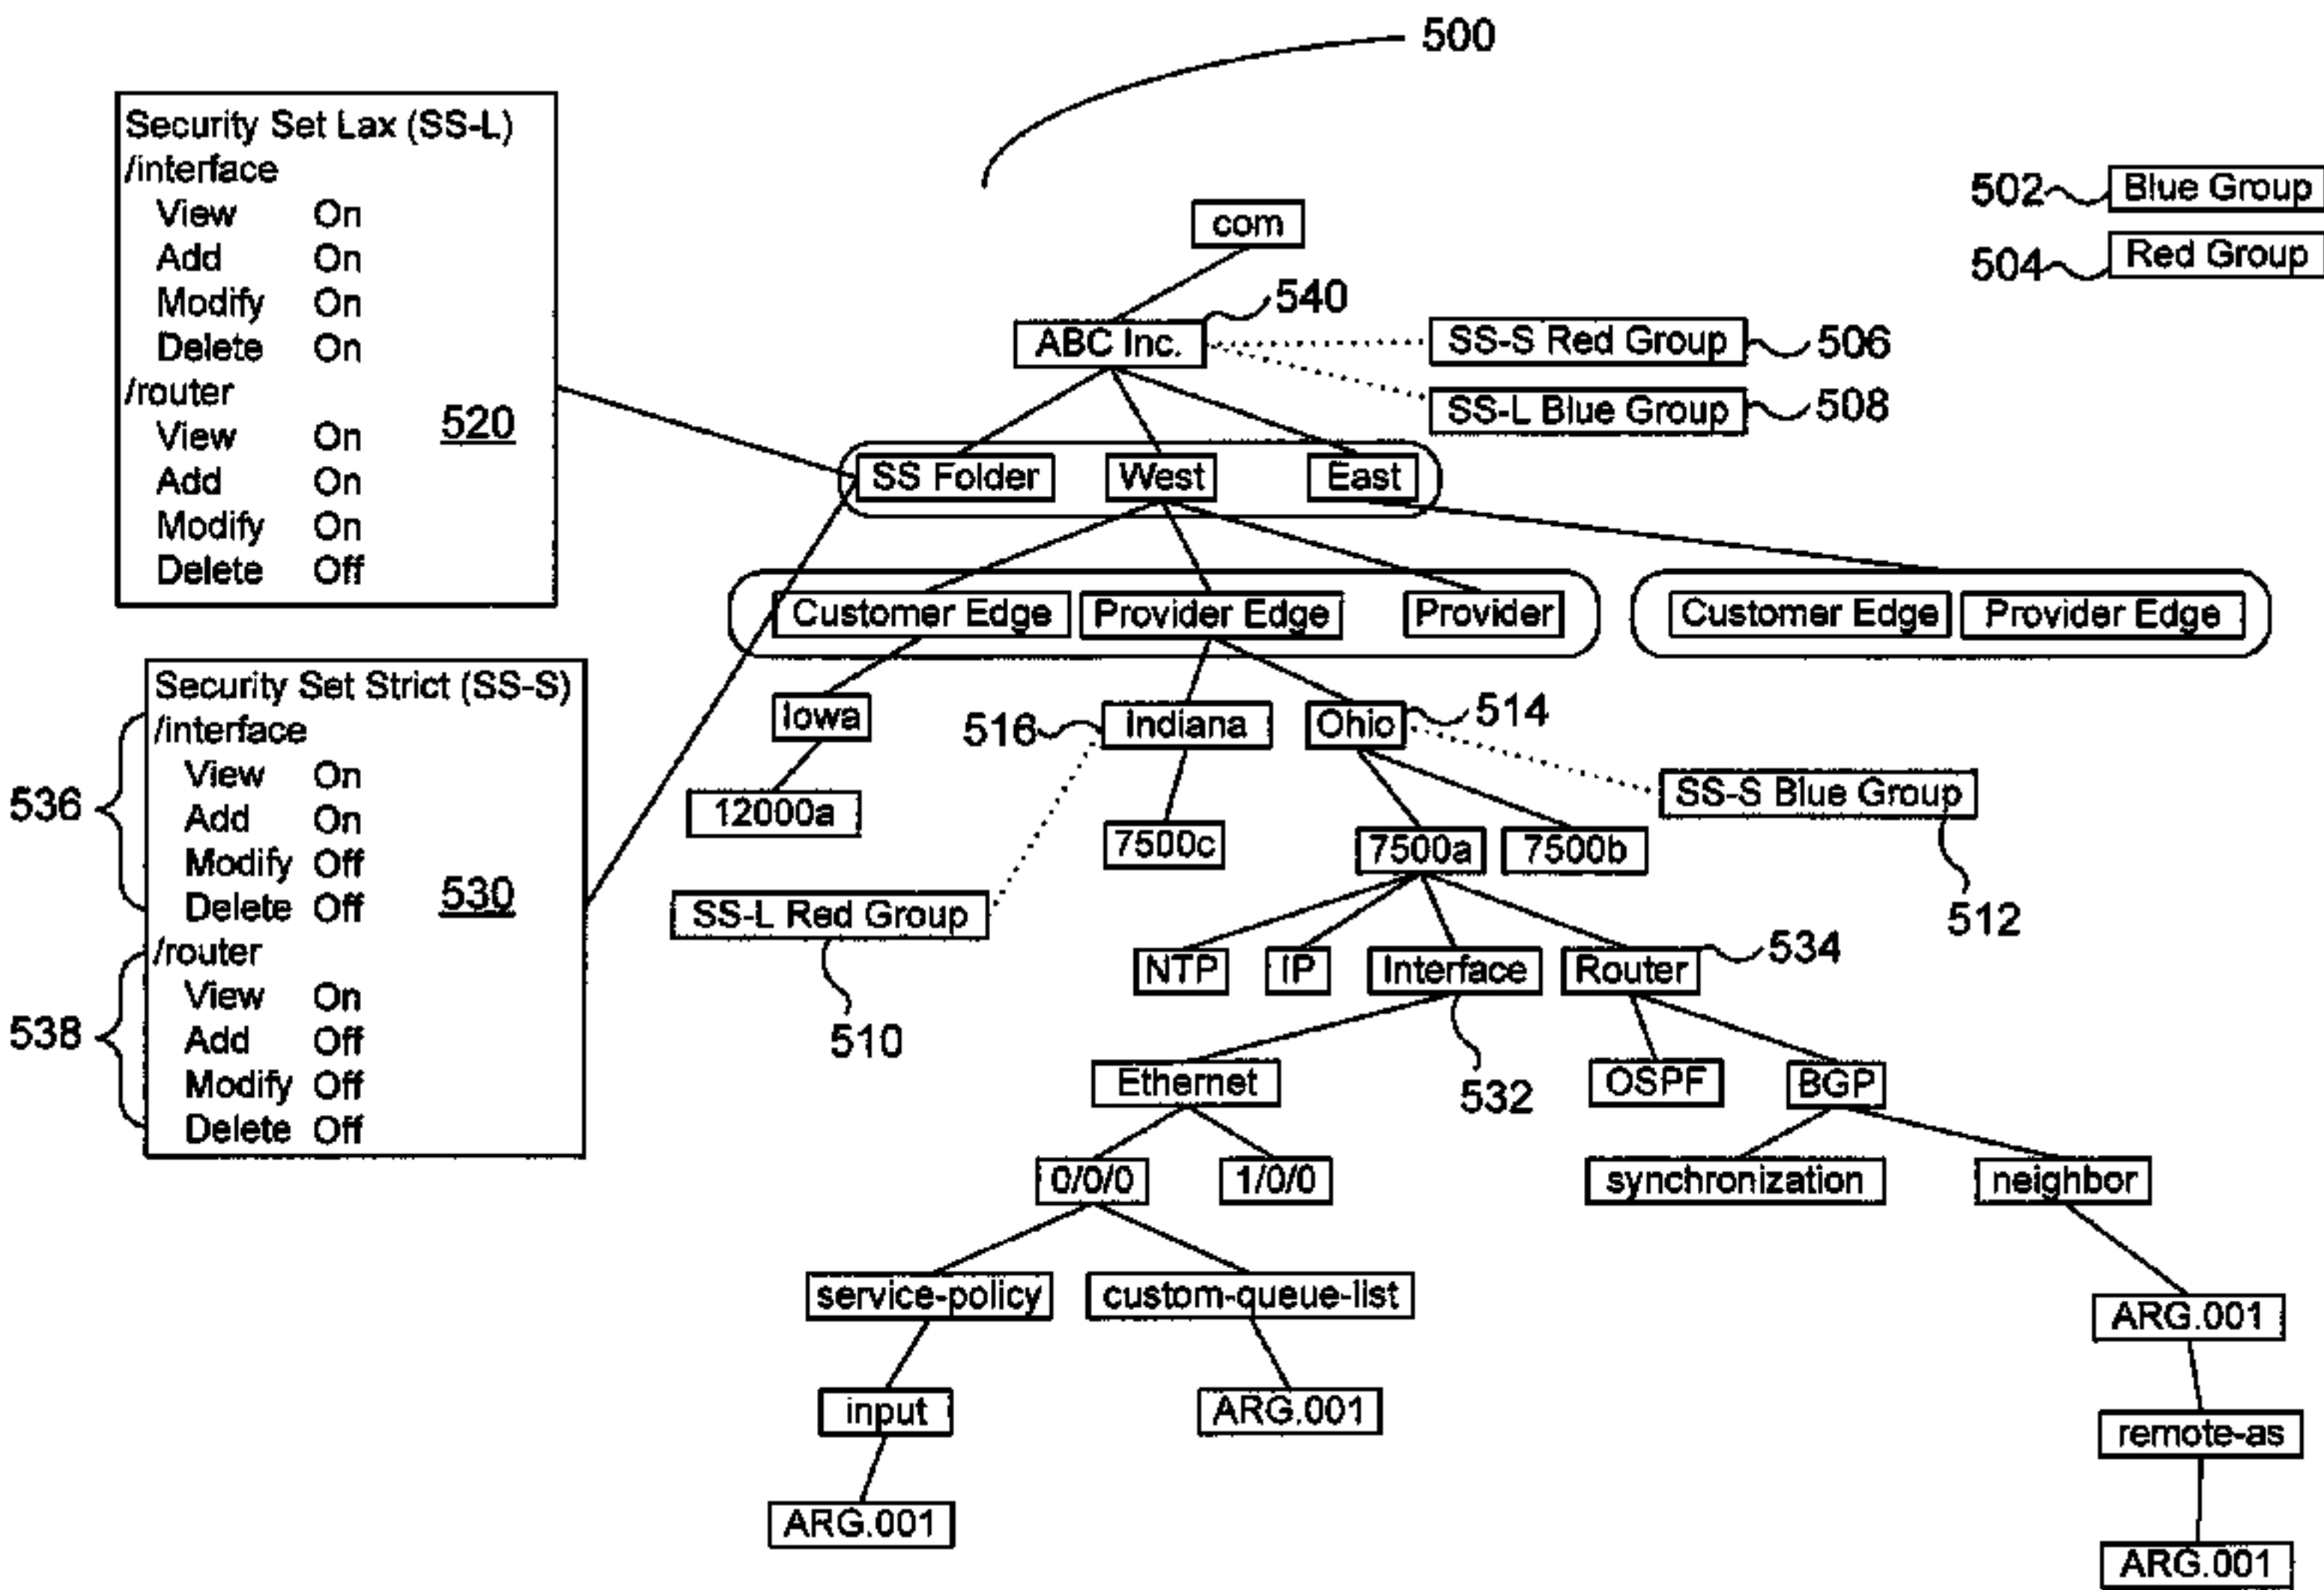 500
Security Set Lax (SS-L)
/interface
View On
Add On
Modify On
Delete On
/router
View On
Add On
Modify On
Delete Off
520
502 Blue Group
504 Red Group
com
540
ABC Inc.
SS-S Red Group 506
SS-L Blue Group 508
SS Folder West East
Customer Edge Provider Edge Provider
Customer Edge Provider Edge
Security Set Strict (SS-S)
/interface
View On
Add On
Modify Off
Delete Off
/router
View On
Add Off
Modify Off
Delete Off
530
536
538
Iowa
516 Indiana
Ohio 514
12000a
7500c
7500a 7500b
SS-S Blue Group
512
SS-L Red Group
510
NTP IP Interface Router 534
532
Ethernet OSPF BGP
0/0/0 1/0/0 synchronization neighbor
service-policy custom-queue-list ARG.001
input ARG.001 remote-as
ARG.001 ARG.001